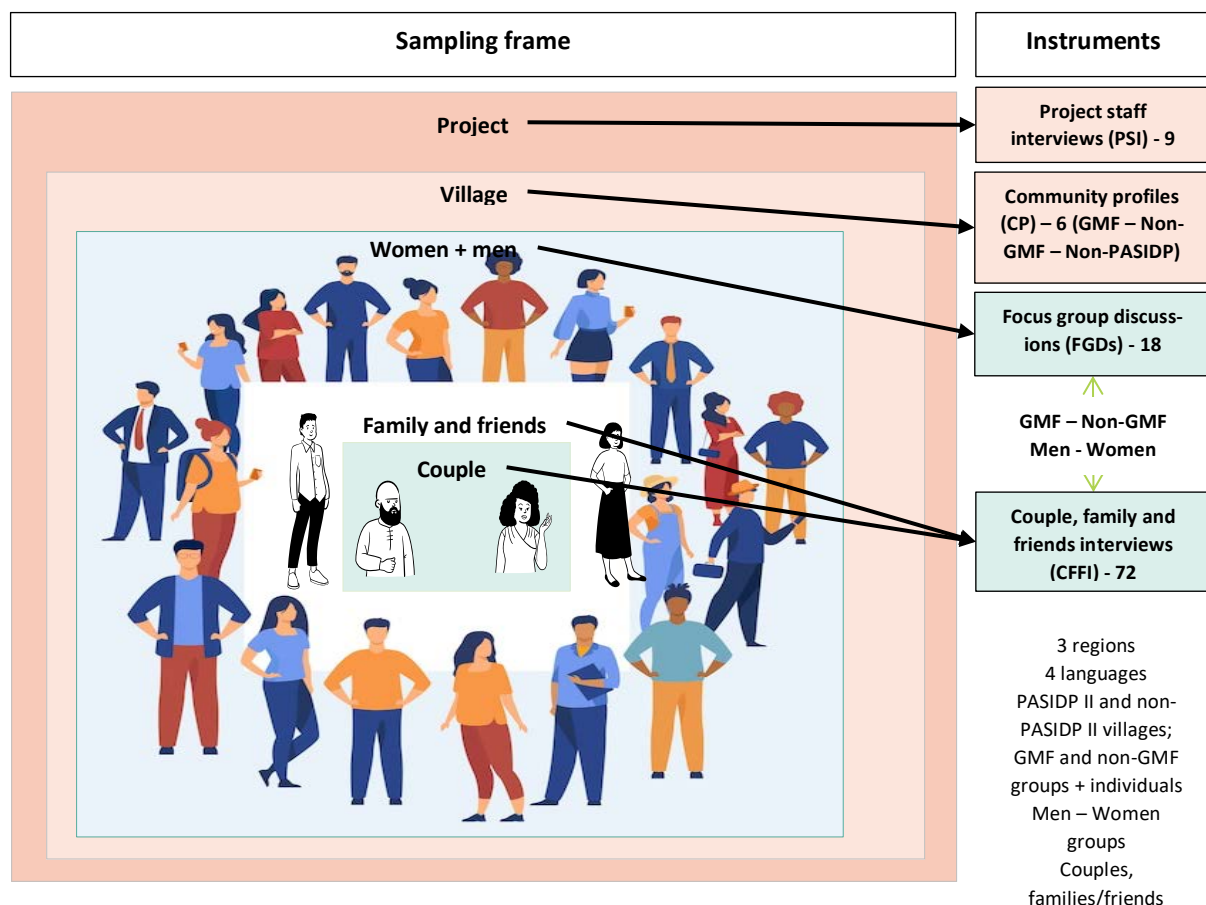 Sampling frame
Instruments
Project
Project staff
interviews (PSI) - 9
Village
Community profiles
(CP) – 6 (GMF – Non-
GMF – Non-PASIDP)
Women + men
Focus group discuss-
ions (FGDs) - 18
GMF – Non-GMF
Men - Women
Family and friends
Couple
Couple, family and
friends interviews
(CFFI) - 72
3 regions
4 languages
PASIDP II and non-
PASIDP II villages;
GMF and non-GMF
groups + individuals
Men – Women
groups
Couples,
families/friends